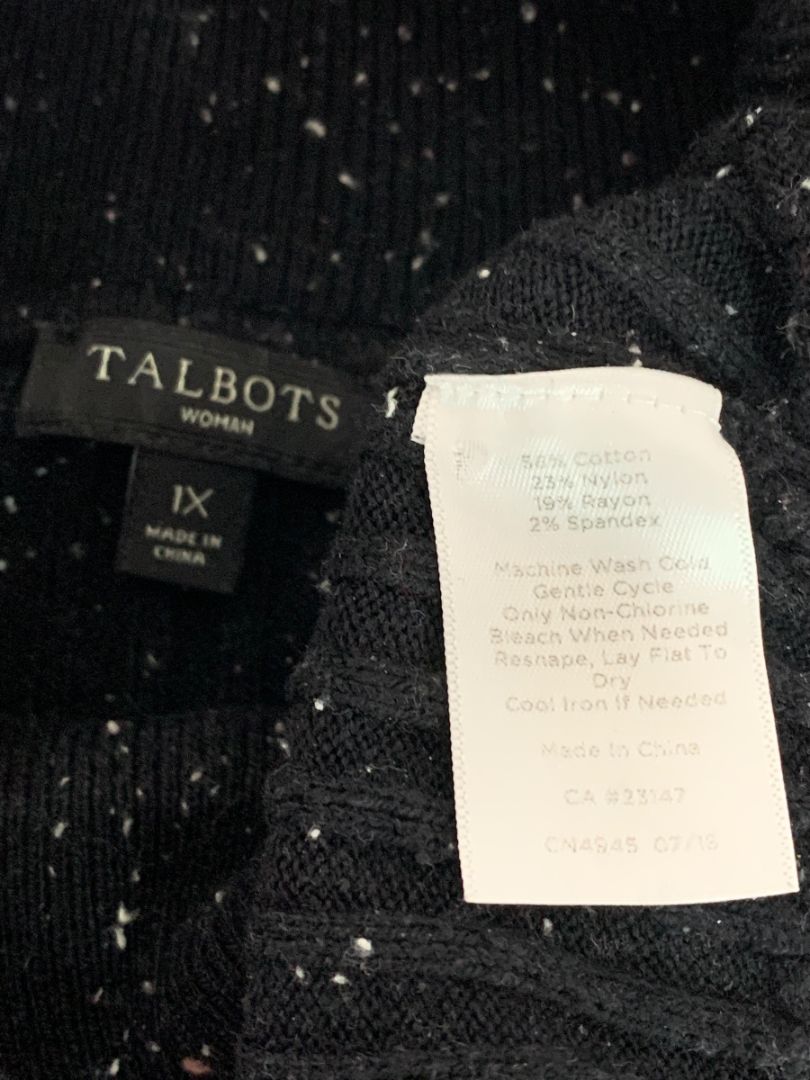 TALBOTS
WOMAN
1X
MADE IN
CHINA
56% Cotton
23% Nylon
19% Rayon
2% Spandex
Machine Wash Cold
Gentle Cycle
Only Non-Chlorine
Bleach When Needed
Reshape, Lay Flat To
Dry
Cool Iron If Needed
Made In China
CA #23147
CN4945 07/18